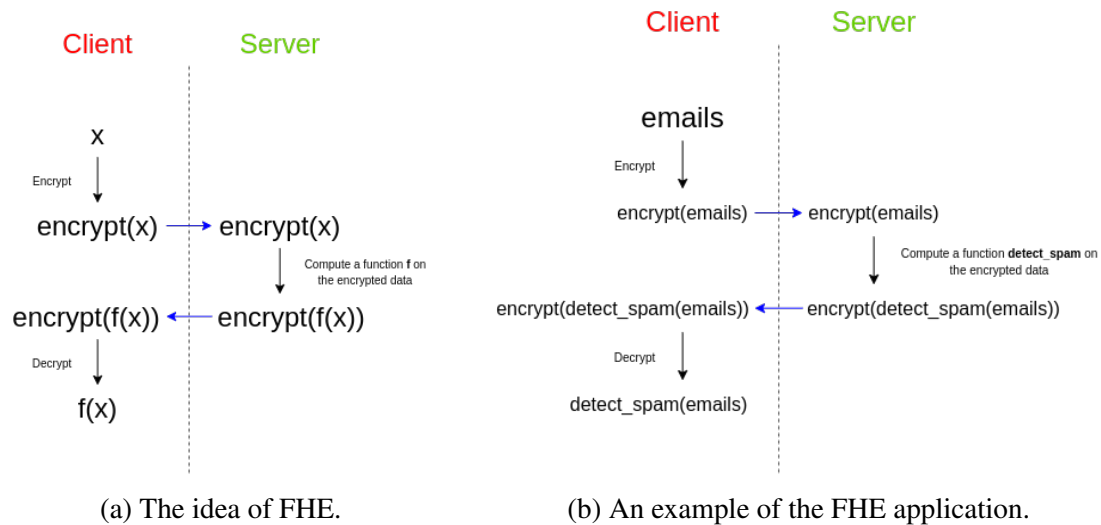 Client
Server
x
Encrypt
encrypt(x)
encrypt(x)
Compute a function f on
the encrypted data
encrypt(f(x))
encrypt(f(x))
Decrypt
f(x)
(a) The idea of FHE.
Client
Server
emails
Encrypt
encrypt(emails)
encrypt(emails)
Compute a function detect_spam on
the encrypted data
encrypt(detect_spam(emails))
encrypt(detect_spam(emails))
Decrypt
detect_spam(emails)
(b) An example of the FHE application.